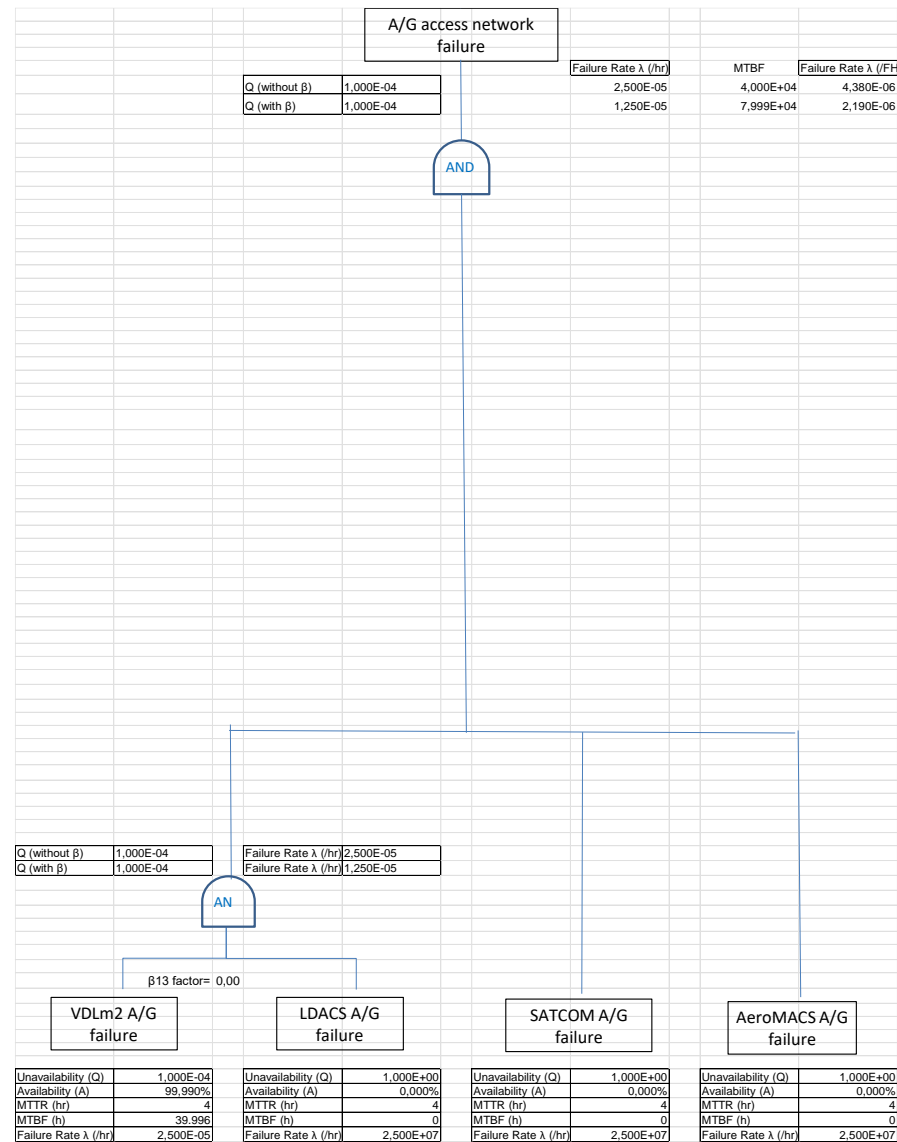 A/G access network
failure
Failure Rate λ (/hr) MTBF Failure Rate λ (/FH
Q (without β) 1,000E-04 2,500E-05 4,000E+04 4,380E-06
Q (with β) 1,000E-04 1,250E-05 7,999E+04 2,190E-06
AND
Q (without β) 1,000E-04 Failure Rate λ (/hr) 2,500E-05
Q (with β) 1,000E-04 Failure Rate λ (/hr) 1,250E-05
AN
β13 factor= 0,00
VDLm2 A/G
failure
LDACS A/G
failure
SATCOM A/G
failure
AeroMACS A/G
failure
Unavailability (Q) 1,000E-04 Unavailability (Q) 1,000E+00 Unavailability (Q) 1,000E+00 Unavailability (Q) 1,000E+00
Availability (A) 99,990% Availability (A) 0,000% Availability (A) 0,000% Availability (A) 0,000%
MTTR (hr) 4 MTTR (hr) 4 MTTR (hr) 4 MTTR (hr) 4
MTBF (h) 39.996 MTBF (h) 0 MTBF (h) 0 MTBF (h) 0
Failure Rate λ (/hr) 2,500E-05 Failure Rate λ (/hr) 2,500E+07 Failure Rate λ (/hr) 2,500E+07 Failure Rate λ (/hr) 2,500E+07